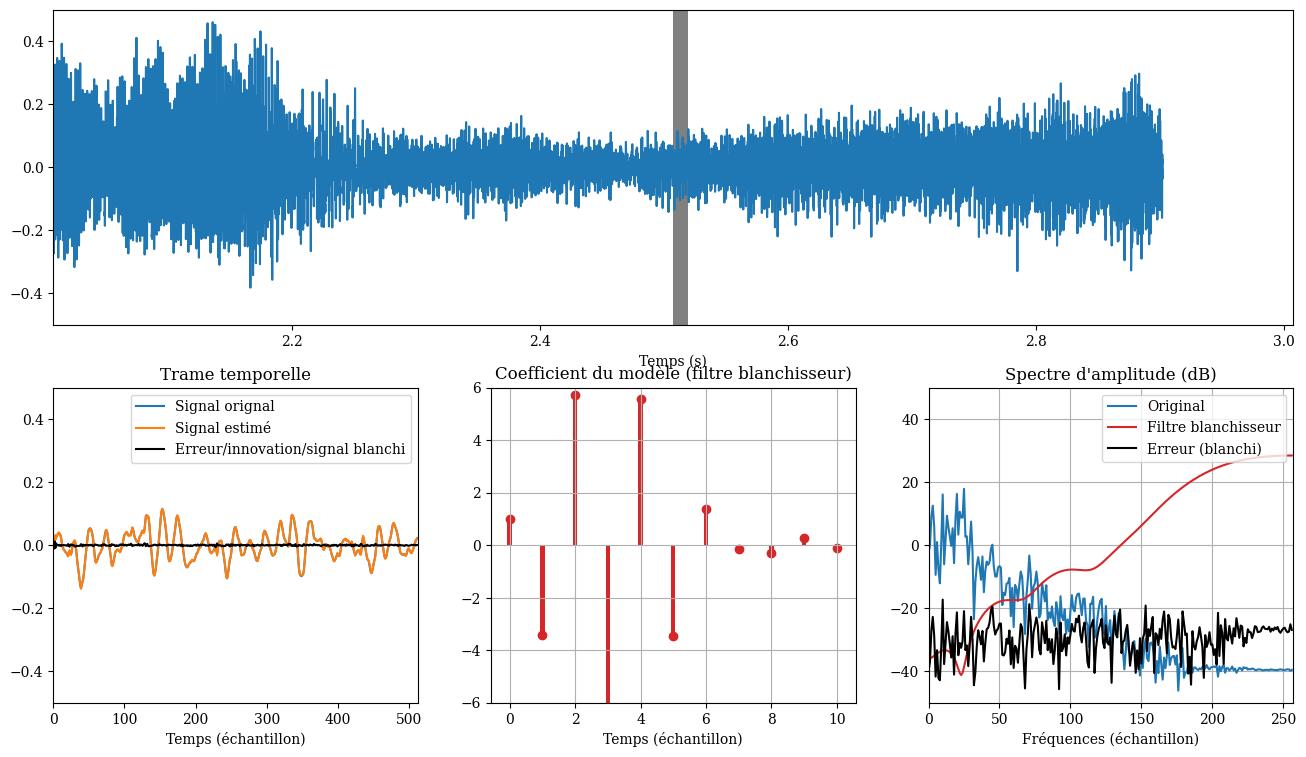 0.4
0.2
0.0
−0.2
−0.4
2.2 2.4 2.6 2.8 3.0
Temps (s)
Trame temporelle
Signal orignal
Signal estimé
Erreur/innovation/signal blanchi
0.4
0.2
0.0
−0.2
−0.4
0 100 200 300 400 500
Temps (échantillon)
Coefficient du modèle (filtre blanchisseur)
6
4
2
0
−2
−4
−6
0 2 4 6 8 10
Temps (échantillon)
Spectre d'amplitude (dB)
Original
Filtre blanchisseur
Erreur (blanchi)
40
20
0
−20
−40
0 50 100 150 200 250
Fréquences (échantillon)